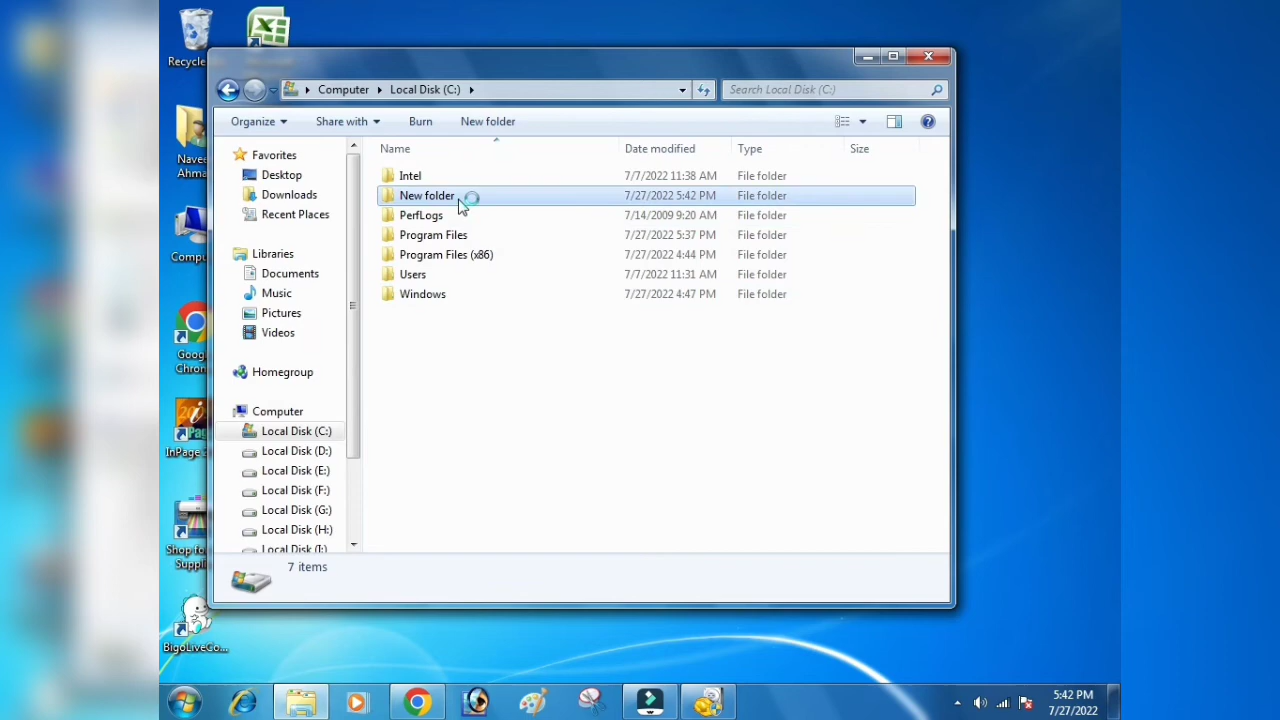 Recycle
Computer Local Disk (C:)
Search Local Disk (C:)
Organize Share with Burn New folder
Name Date modified Type Size
Favorites
Desktop
Downloads
Recent Places
Libraries
Documents
Music
Pictures
Videos
Homegroup
Computer
Local Disk (C:)
Local Disk (D:)
Local Disk (E:)
Local Disk (F:)
Local Disk (G:)
Local Disk (H:)
Local Disk (I:)
Intel 7/7/2022 11:38 AM File folder
New folder 7/27/2022 5:42 PM File folder
PerfLogs 7/14/2009 9:20 AM File folder
Program Files 7/27/2022 5:37 PM File folder
Program Files (x86) 7/27/2022 4:44 PM File folder
Users 7/7/2022 11:31 AM File folder
Windows 7/27/2022 4:47 PM File folder
7 items
Navee
Ahma
Compu
Goog
Chron
InPage
Shop fo
Suppli
BigoLiveCo...
5:42 PM
7/27/2022